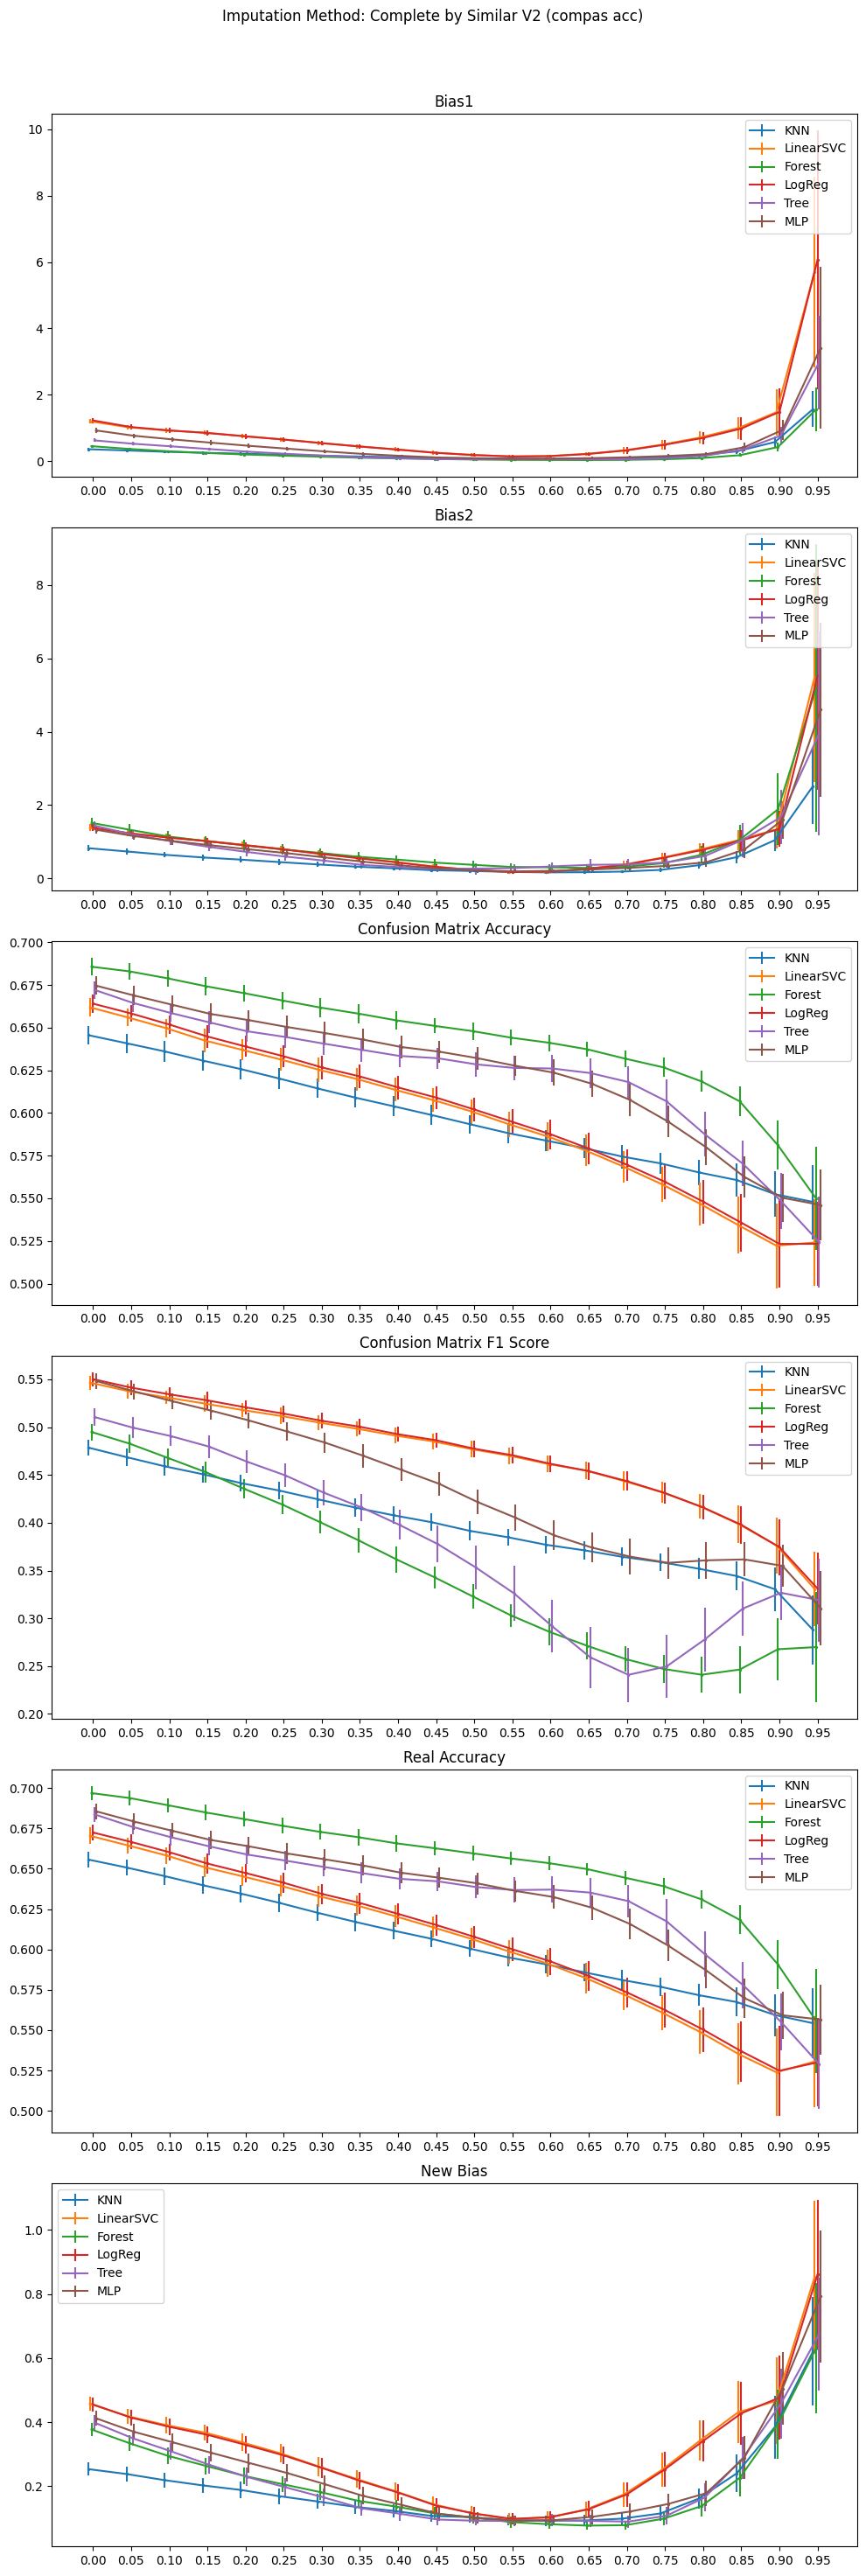 Imputation Method: Complete by Similar V2 (compas acc)
Bias1
10
8
6
4
2
0
KNN
LinearSVC
Forest
LogReg
Tree
MLP
0.00 0.05 0.10 0.15 0.20 0.25 0.30 0.35 0.40 0.45 0.50 0.55 0.60 0.65 0.70 0.75 0.80 0.85 0.90 0.95
Bias2
8
6
4
2
0
KNN
LinearSVC
Forest
LogReg
Tree
MLP
0.00 0.05 0.10 0.15 0.20 0.25 0.30 0.35 0.40 0.45 0.50 0.55 0.60 0.65 0.70 0.75 0.80 0.85 0.90 0.95
Confusion Matrix Accuracy
0.700
0.675
0.650
0.625
0.600
0.575
0.550
0.525
0.500
KNN
LinearSVC
Forest
LogReg
Tree
MLP
0.00 0.05 0.10 0.15 0.20 0.25 0.30 0.35 0.40 0.45 0.50 0.55 0.60 0.65 0.70 0.75 0.80 0.85 0.90 0.95
Confusion Matrix F1 Score
0.55
0.50
0.45
0.40
0.35
0.30
0.25
0.20
KNN
LinearSVC
Forest
LogReg
Tree
MLP
0.00 0.05 0.10 0.15 0.20 0.25 0.30 0.35 0.40 0.45 0.50 0.55 0.60 0.65 0.70 0.75 0.80 0.85 0.90 0.95
Real Accuracy
0.700
0.675
0.650
0.625
0.600
0.575
0.550
0.525
0.500
KNN
LinearSVC
Forest
LogReg
Tree
MLP
0.00 0.05 0.10 0.15 0.20 0.25 0.30 0.35 0.40 0.45 0.50 0.55 0.60 0.65 0.70 0.75 0.80 0.85 0.90 0.95
New Bias
1.0
0.8
0.6
0.4
0.2
KNN
LinearSVC
Forest
LogReg
Tree
MLP
0.00 0.05 0.10 0.15 0.20 0.25 0.30 0.35 0.40 0.45 0.50 0.55 0.60 0.65 0.70 0.75 0.80 0.85 0.90 0.95